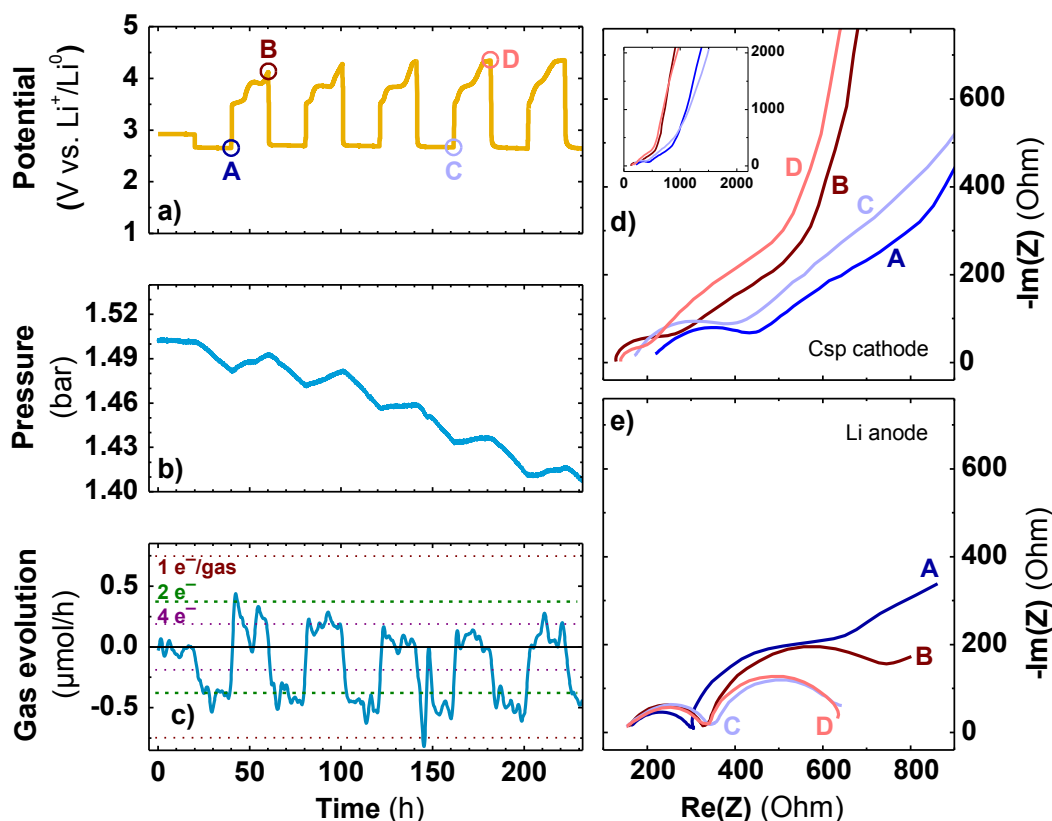 Potential
(V vs. Li⁺/Li⁰)
5
4
3
2
1
A
B
C
D
a)
Pressure
(bar)
1.52
1.49
1.46
1.43
1.40
b)
Gas evolution
(µmol/h)
0.5
0.0
-0.5
1 e⁻/gas
2 e⁻
4 e⁻
c)
0 50 100 150 200
Time (h)
2000
1000
0
0 1000 2000
D
B
C
A
d)
Csp cathode
600
400
200
0
-Im(Z) (Ohm)
e)
Li anode
A
B
C
D
600
400
200
0
-Im(Z) (Ohm)
200 400 600 800
Re(Z) (Ohm)